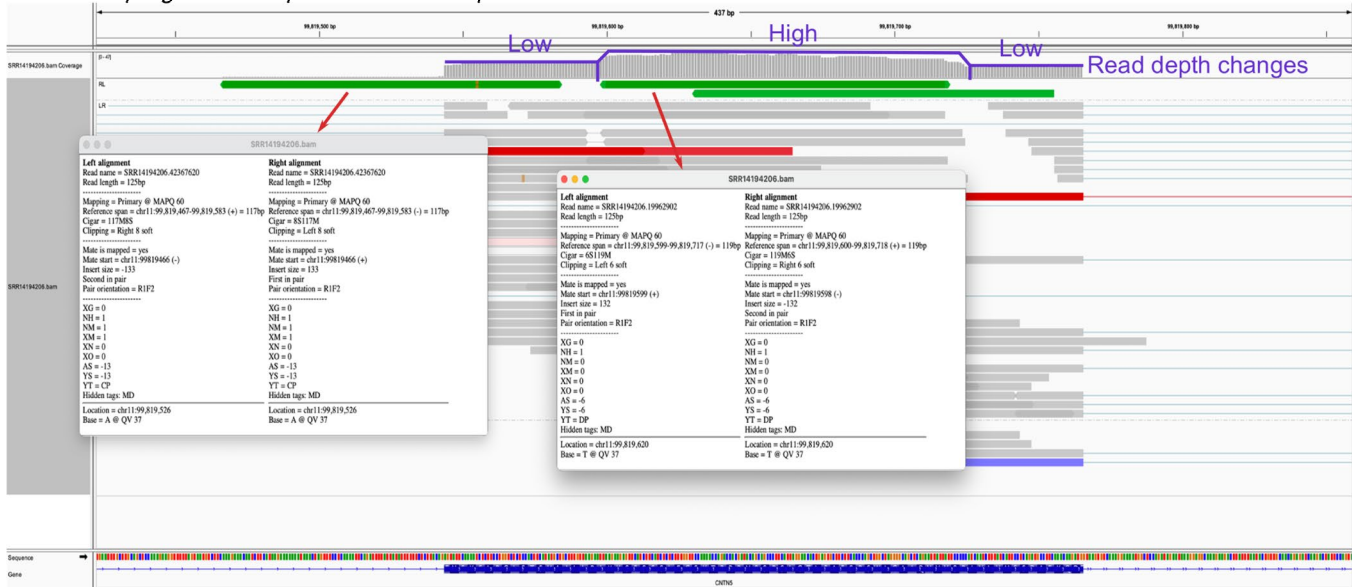 437 bp
99,819,500 bp
99,819,600 bp
99,819,700 bp
99,819,800 bp
Low
High
Low
Read depth changes
SRR14194206.bam Coverage
[0 - 47]
RL
LR
SRR14194206.bam
SRR14194206.bam
Left alignment
Read name = SRR14194206.42367620
Read length = 125bp
----------------------
Mapping = Primary @ MAPQ 60
Reference span = chr11:99,819,467-99,819,583 (+) = 117bp
Cigar = 117M8S
Clipping = Right 8 soft
----------------------
Mate is mapped = yes
Mate start = chr11:99819466 (-)
Insert size = -133
Second in pair
Pair orientation = R1F2
----------------------
XG = 0
NH = 1
NM = 1
XM = 1
XN = 0
XO = 0
AS = -13
YS = -13
YT = CP
Hidden tags: MD
Location = chr11:99,819,526
Base = A @ QV 37
Right alignment
Read name = SRR14194206.42367620
Read length = 125bp
----------------------
Mapping = Primary @ MAPQ 60
Reference span = chr11:99,819,467-99,819,583 (-) = 117bp
Cigar = 8S117M
Clipping = Left 8 soft
----------------------
Mate is mapped = yes
Mate start = chr11:99819466 (+)
Insert size = 133
First in pair
Pair orientation = R1F2
----------------------
XG = 0
NH = 1
NM = 1
XM = 1
XN = 0
XO = 0
AS = -13
YS = -13
YT = CP
Hidden tags: MD
Location = chr11:99,819,526
Base = A @ QV 37
SRR14194206.bam
Left alignment
Read name = SRR14194206.19962902
Read length = 125bp
----------------------
Mapping = Primary @ MAPQ 60
Reference span = chr11:99,819,599-99,819,717 (-) = 119bp
Cigar = 6S119M
Clipping = Left 6 soft
----------------------
Mate is mapped = yes
Mate start = chr11:99819599 (+)
Insert size = 132
First in pair
Pair orientation = R1F2
----------------------
XG = 0
NH = 1
NM = 0
XM = 0
XN = 0
XO = 0
AS = -6
YS = -6
YT = DP
Hidden tags: MD
Location = chr11:99,819,620
Base = T @ QV 37
Right alignment
Read name = SRR14194206.19962902
Read length = 125bp
----------------------
Mapping = Primary @ MAPQ 60
Reference span = chr11:99,819,600-99,819,718 (+) = 119bp
Cigar = 119M6S
Clipping = Right 6 soft
----------------------
Mate is mapped = yes
Mate start = chr11:99819598 (-)
Insert size = -132
Second in pair
Pair orientation = R1F2
----------------------
XG = 0
NH = 1
NM = 0
XM = 0
XN = 0
XO = 0
AS = -6
YS = -6
YT = DP
Hidden tags: MD
Location = chr11:99,819,620
Base = T @ QV 37
SRR14194206.bam
Sequence
Gene
CNTN5